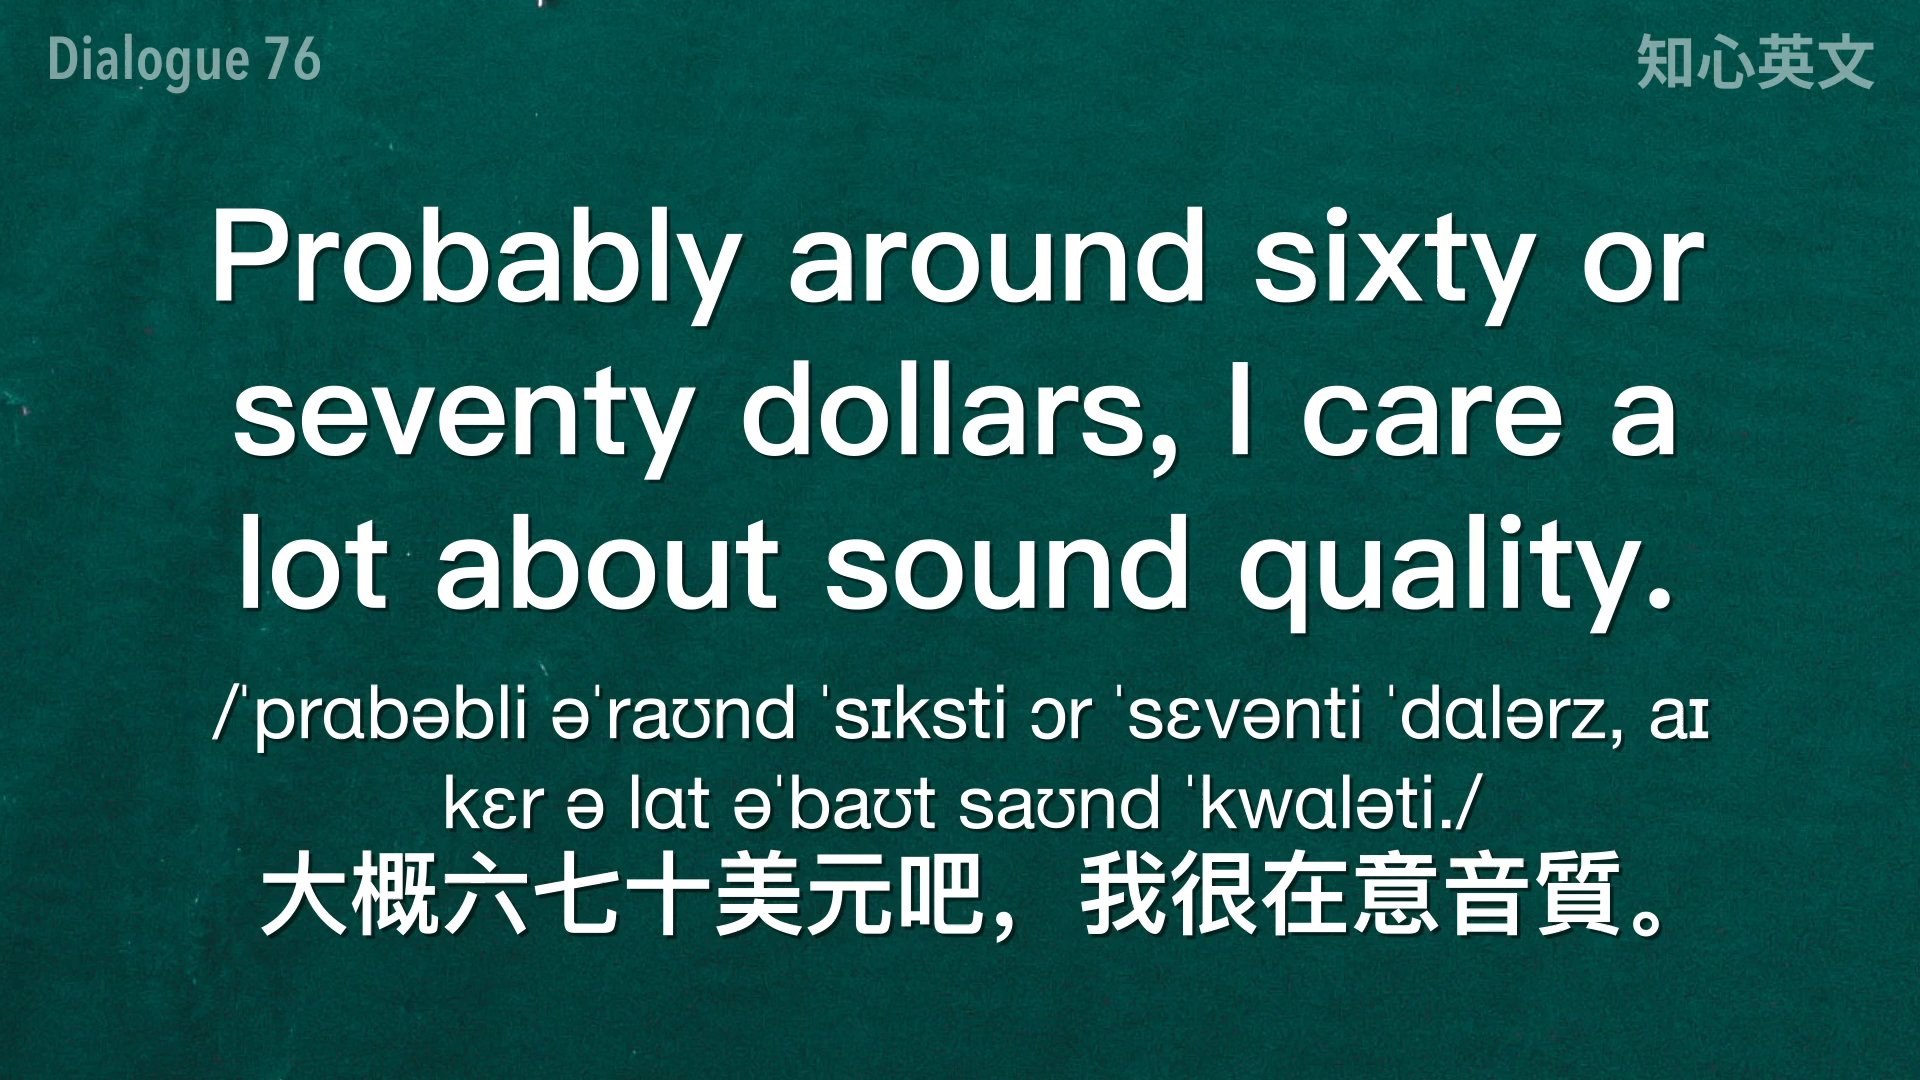 Dialogue 76
知心英文
Probably around sixty or
seventy dollars, I care a
lot about sound quality.
/ˈprɑbəbli əˈraʊnd ˈsɪksti ɔr ˈsɛvənti ˈdɑlərz, aɪ
kɛr ə lɑt əˈbaʊt saʊnd ˈkwɑləti./
大概六七十美元吧，我很在意音質。